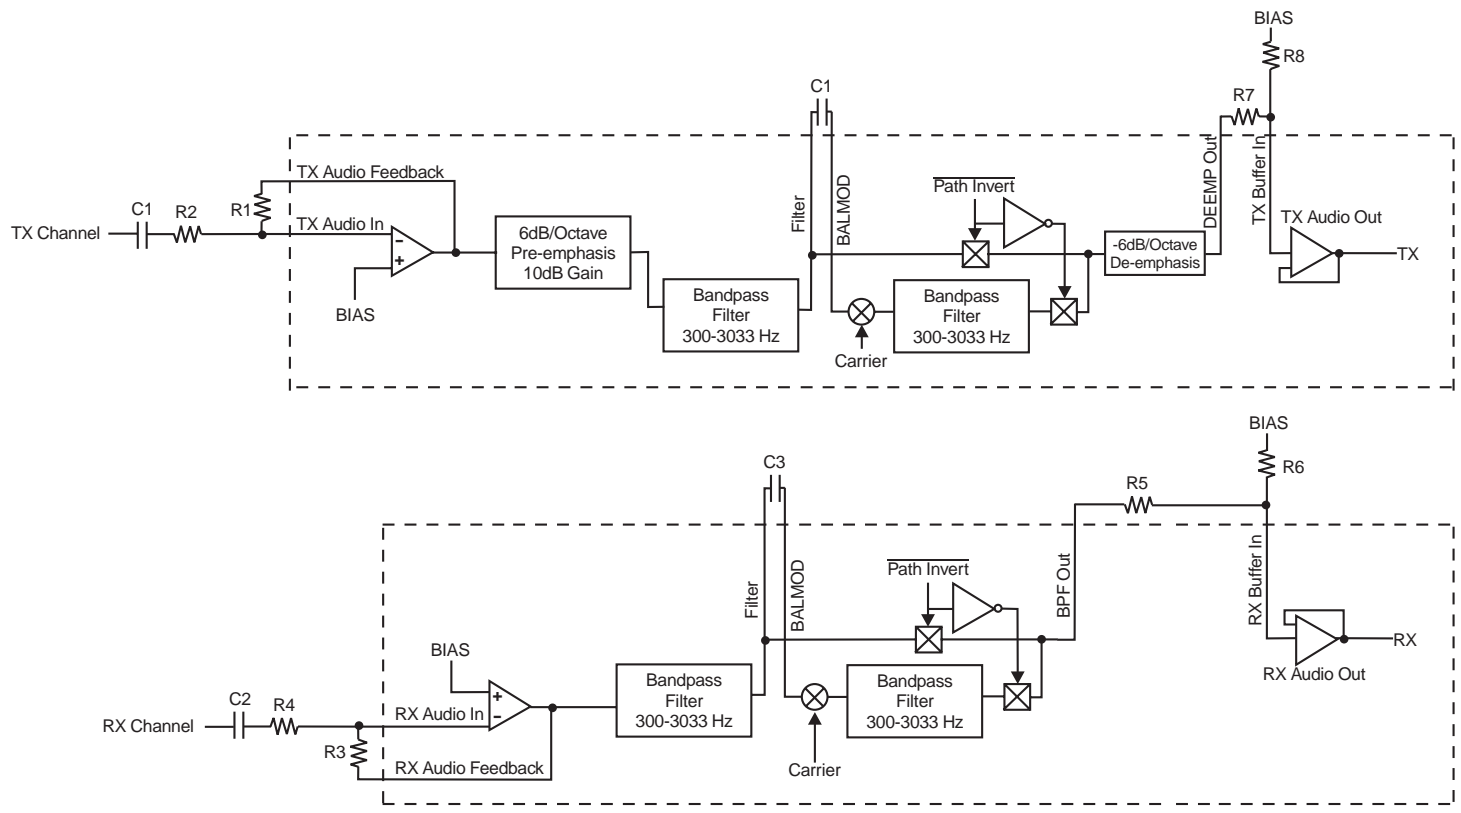 BIAS
R8
C1
R7
TX Audio Feedback
C1
R2
R1
TX Channel
TX Audio In
BIAS
6dB/Octave
Pre-emphasis
10dB Gain
Bandpass
Filter
300-3033 Hz
Filter
BALMOD
Path Invert
Carrier
Bandpass
Filter
300-3033 Hz
-6dB/Octave
De-emphasis
DEEMP Out
TX Buffer In
TX Audio Out
TX
BIAS
R6
C3
R5
Filter
BALMOD
Path Invert
BPF Out
RX Buffer In
BIAS
C2
R4
RX Channel
RX Audio In
R3
RX Audio Feedback
Bandpass
Filter
300-3033 Hz
Carrier
Bandpass
Filter
300-3033 Hz
RX
RX Audio Out